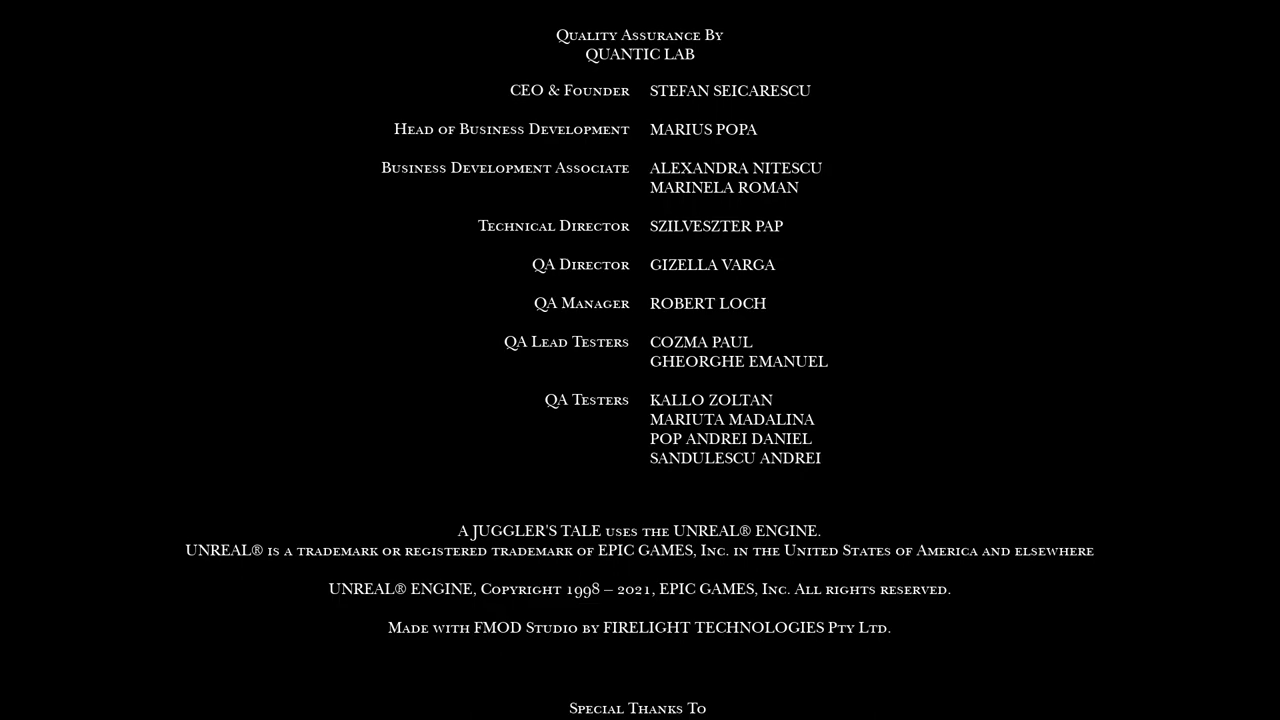 Quality Assurance By
QUANTIC LAB
CEO & Founder STEFAN SEICARESCU
Head of Business Development MARIUS POPA
Business Development Associate ALEXANDRA NITESCU
MARINELA ROMAN
Technical Director SZILVESZTER PAP
QA Director GIZELLA VARGA
QA Manager ROBERT LOCH
QA Lead Testers COZMA PAUL
GHEORGHE EMANUEL
QA Testers KALLO ZOLTAN
MARIUTA MADALINA
POP ANDREI DANIEL
SANDULESCU ANDREI
A JUGGLER'S TALE uses the UNREAL® ENGINE.
UNREAL® is a trademark or registered trademark of EPIC GAMES, Inc. in the United States of America and elsewhere
UNREAL® ENGINE, Copyright 1998 – 2021, EPIC GAMES, Inc. All rights reserved.
Made with FMOD Studio by FIRELIGHT TECHNOLOGIES Pty Ltd.
Special Thanks To